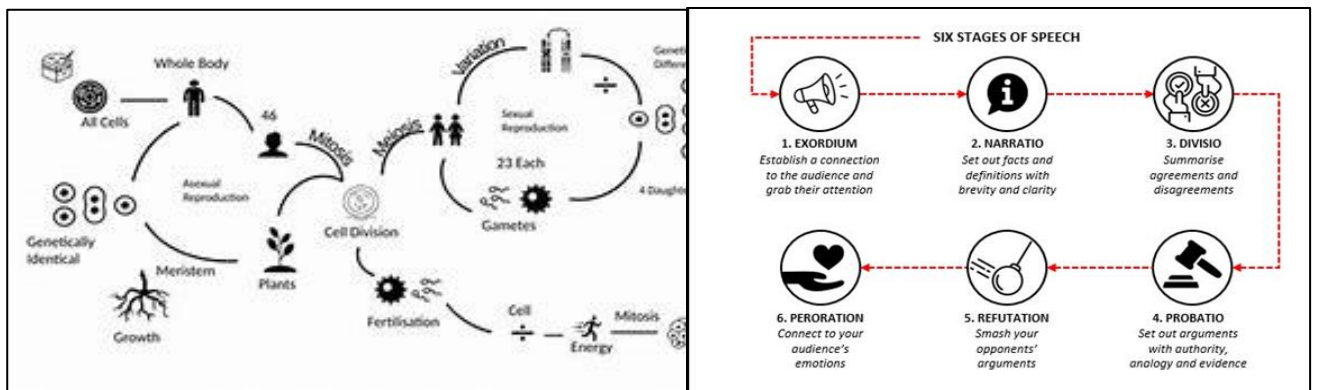 Whole Body
All Cells
46
Mitosis
Asexual
Reproduction
Genetically
Identical
Meristem
Growth
Plants
Cell Division
Meiosis
Variation
Sexual
Reproduction
23 Each
Gametes
4
Fertilisation
Cell
Energy
Mitosis
SIX STAGES OF SPEECH
1. EXORDIUM
Establish a connection
to the audience and
grab their attention
2. NARRATIO
Set out facts and
definitions with
brevity and clarity
3. DIVISIO
Summarise
agreements and
disagreements
6. PERORATION
Connect to your
audience's
emotions
5. REFUTATION
Smash your
opponents'
arguments
4. PROBATIO
Set out arguments
with authority,
analogy and evidence